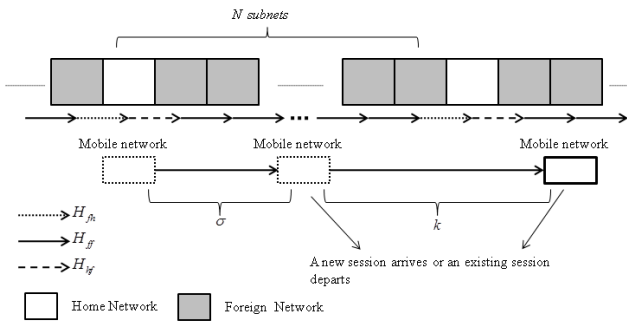 N subnets
Mobile network
Mobile network
Mobile network
σ
k
H_fh
H_ff
H_hf
A new session arrives or an existing session
departs
Home Network
Foreign Network